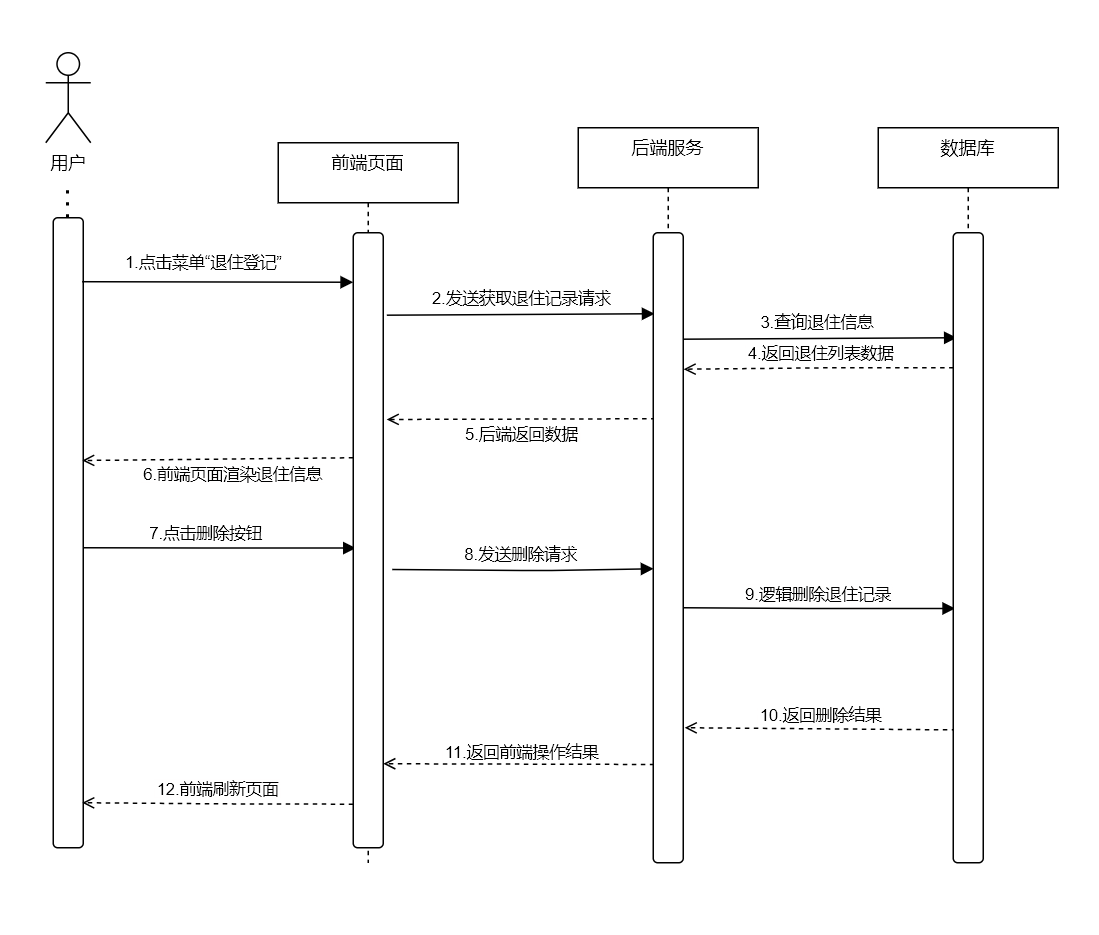 用户
前端页面
后端服务
数据库
1.点击菜单“退住登记”
2.发送获取退住记录请求
3.查询退住信息
4.返回退住列表数据
5.后端返回数据
6.前端页面渲染退住信息
7.点击删除按钮
8.发送删除请求
9.逻辑删除退住记录
10.返回删除结果
11.返回前端操作结果
12.前端刷新页面